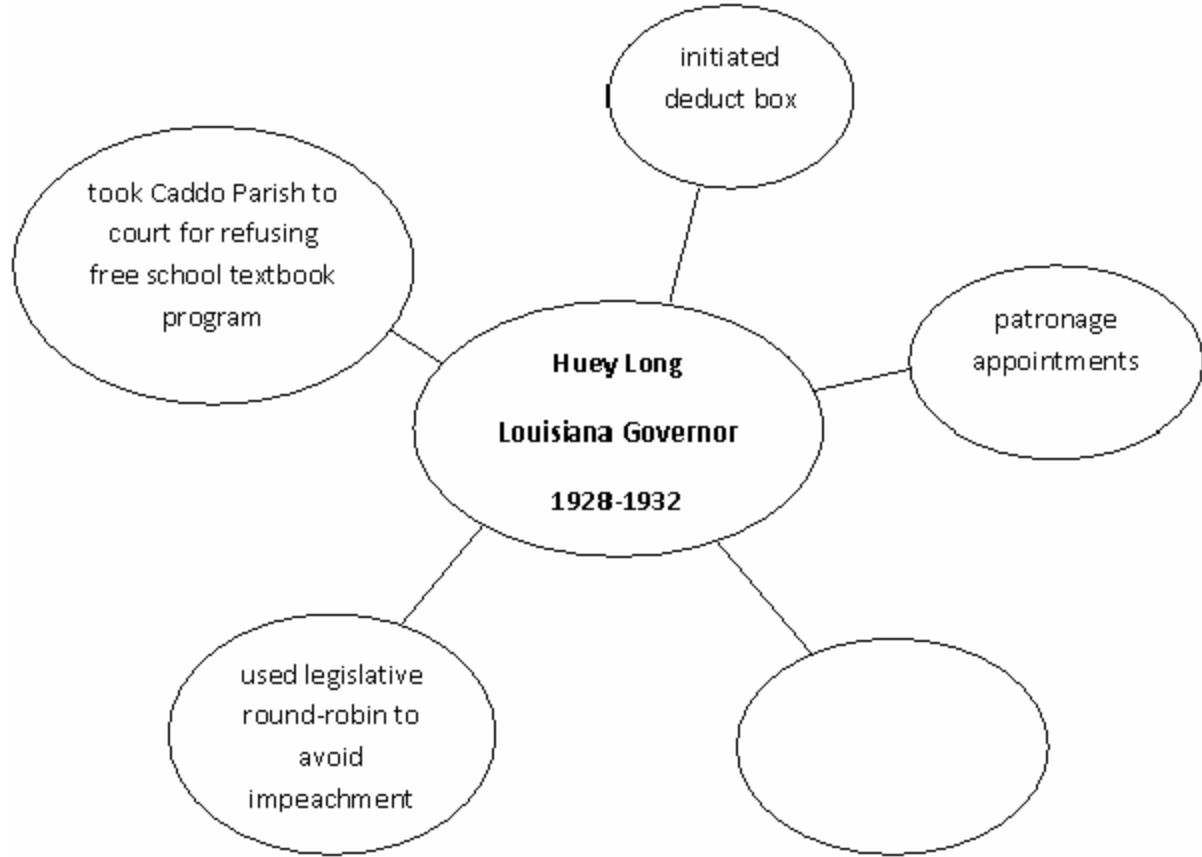 initiated
deduct box
took Caddo Parish to
court for refusing
free school textbook
program
patronage
appointments
Huey Long
Louisiana Governor
1928-1932
used legislative
round-robin to
avoid
impeachment